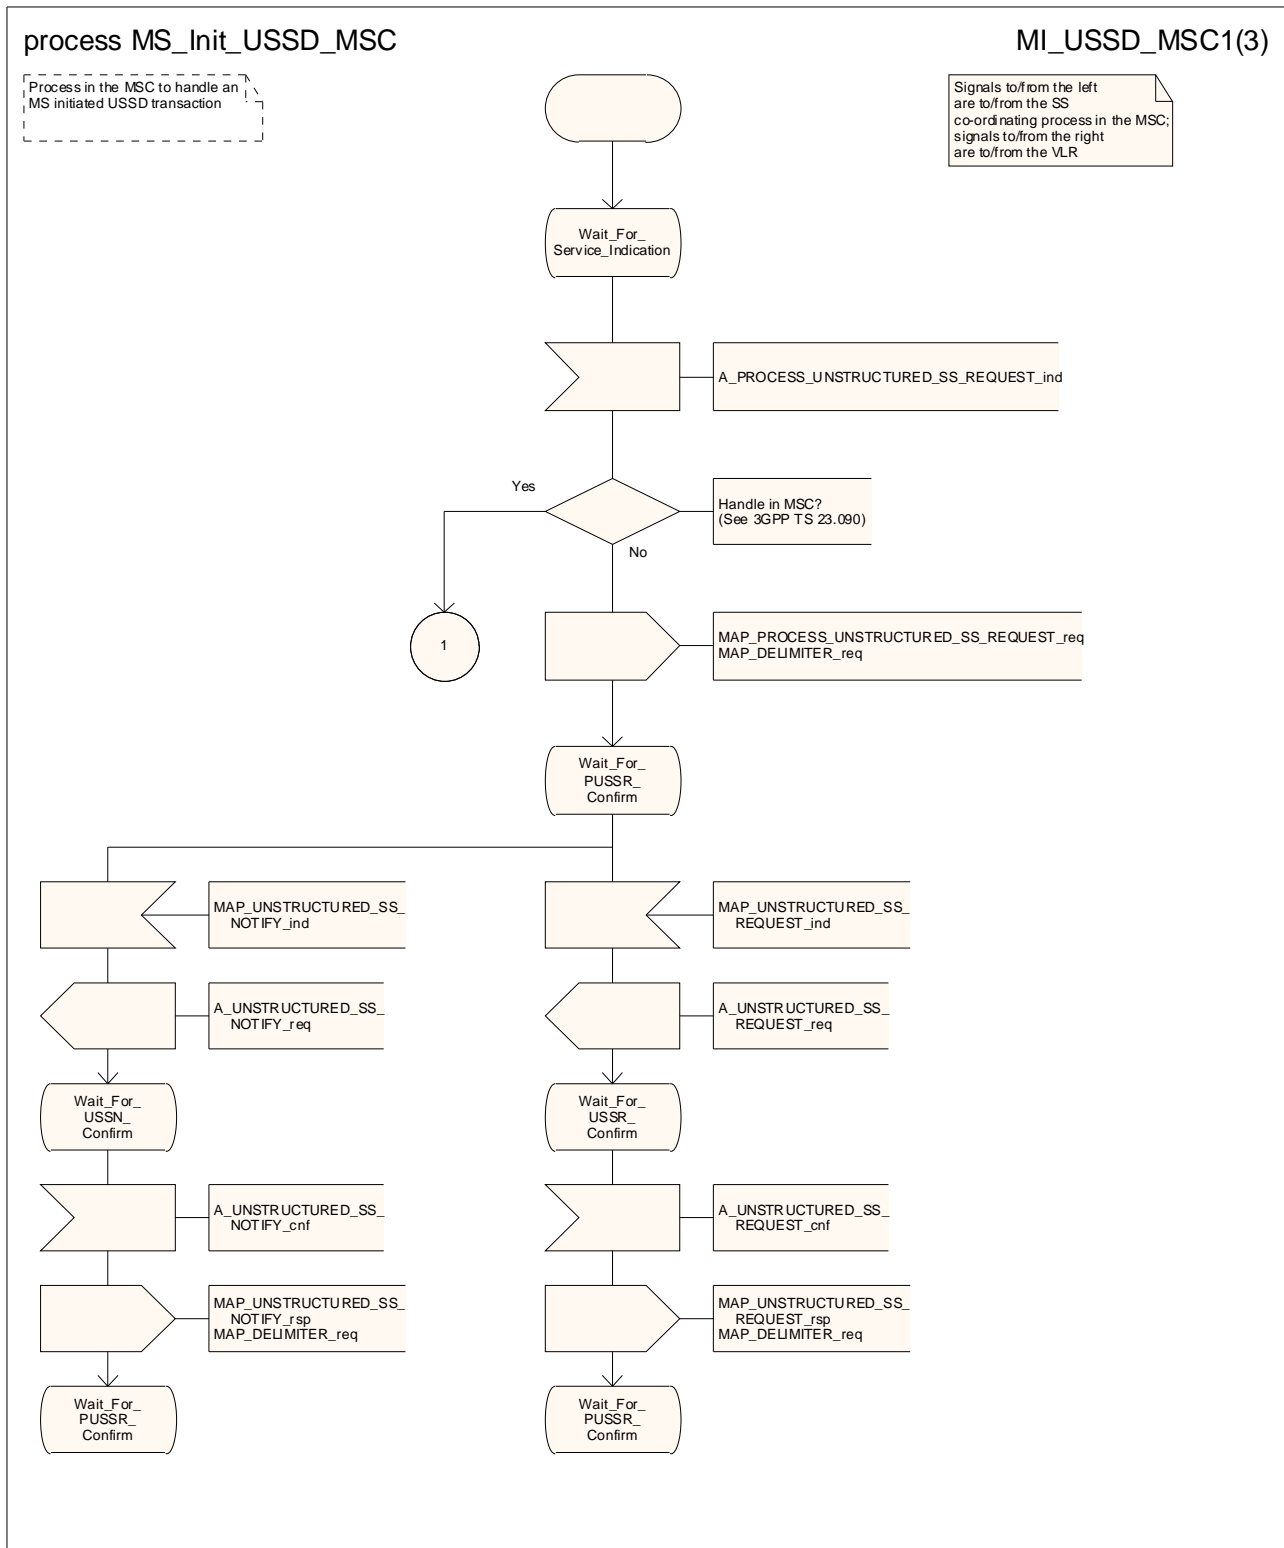 process MS_Init_USSD_MSC
MI_USSD_MSC1(3)
Process in the MSC to handle an
MS initiated USSD transaction
Signals to/from the left
are to/from the SS
co-ordinating process in the MSC;
signals to/from the right
are to/from the VLR
Wait_For_
Service_Indication
A_PROCESS_UNSTRUCTURED_SS_REQUEST_ind
Yes
Handle in MSC?
(See 3GPP TS 23.090)
No
1
MAP_PROCESS_UNSTRUCTURED_SS_REQUEST_req
MAP_DELIMITER_req
Wait_For_
PUSSR_
Confirm
MAP_UNSTRUCTURED_SS_
NOTIFY_ind
MAP_UNSTRUCTURED_SS_
REQUEST_ind
A_UNSTRUCTURED_SS_
NOTIFY_req
A_UNSTRUCTURED_SS_
REQUEST_req
Wait_For_
USSN_
Confirm
Wait_For_
USSR_
Confirm
A_UNSTRUCTURED_SS_
NOTIFY_cnf
A_UNSTRUCTURED_SS_
REQUEST_cnf
MAP_UNSTRUCTURED_SS_
NOTIFY_rsp
MAP_DELIMITER_req
MAP_UNSTRUCTURED_SS_
REQUEST_rsp
MAP_DELIMITER_req
Wait_For_
PUSSR_
Confirm
Wait_For_
PUSSR_
Confirm